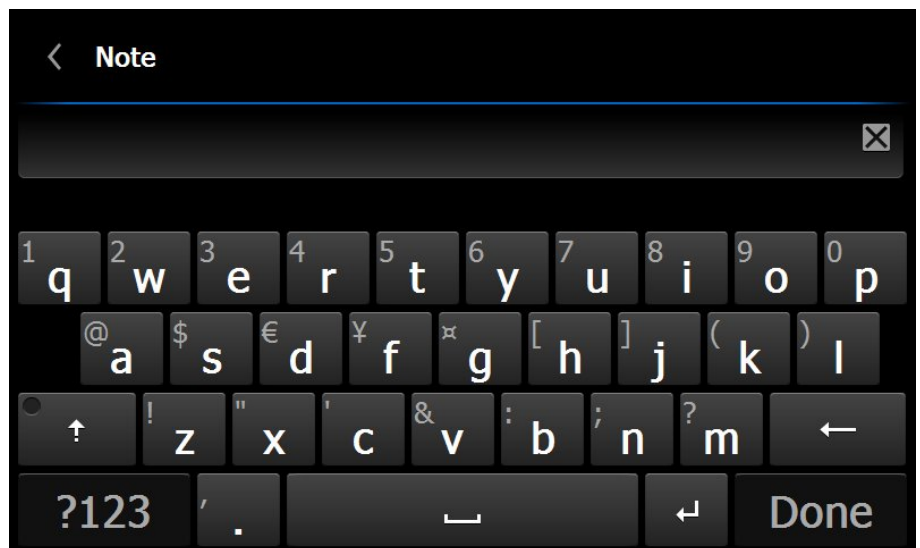 Note
1 q 2 w 3 e 4 r 5 t 6 y 7 u 8 i 9 o 0 p
@ a $ s € d ¥ f ¤ g [ h ] j ( k ) l
! z " x ' c & v : b ; n ? m
?123 , . Done